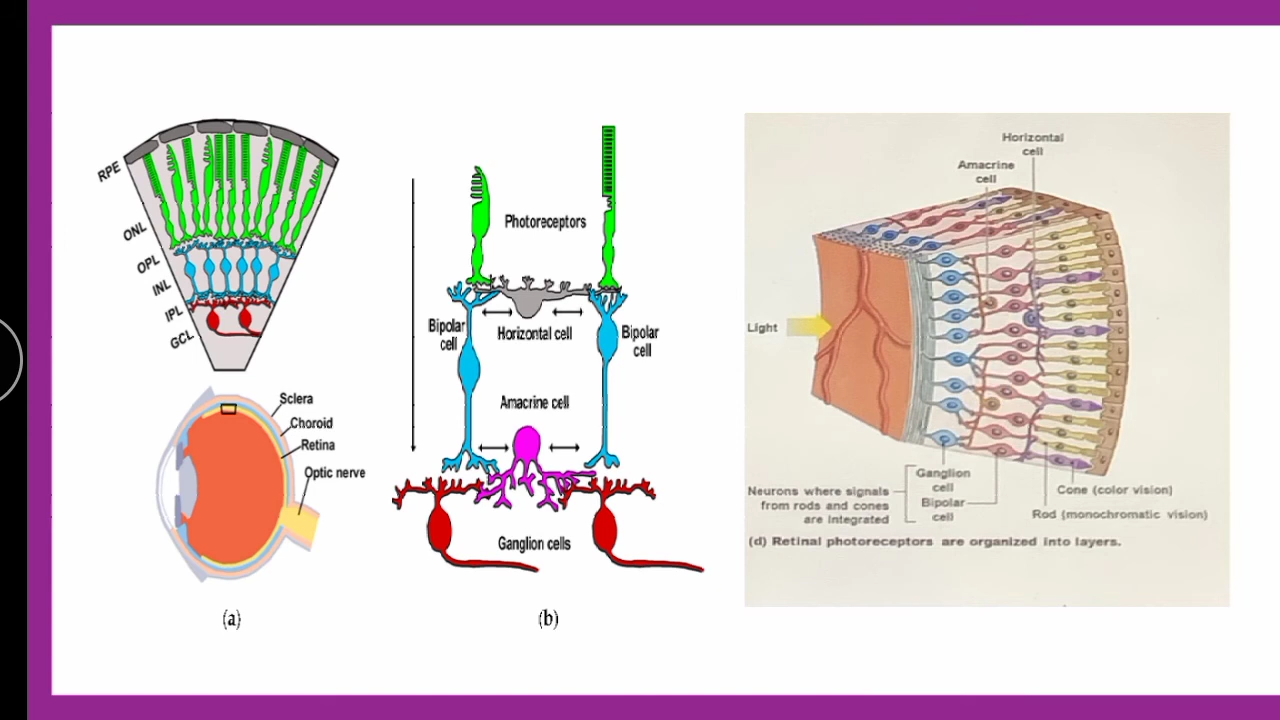 RPE
ONL
OPL
INL
IPL
GCL
Sclera
Choroid
Retina
Optic nerve
(a)
Photoreceptors
Bipolar
cell
Horizontal cell
Bipolar
cell
Amacrine cell
Ganglion cells
(b)
Horizontal
cell
Amacrine
cell
Light
Ganglion
cell
Neurons where signals
from rods and cones
are integrated
Bipolar
cell
Cone (color vision)
Rod (monochromatic vision)
(d) Retinal photoreceptors are organized into layers.